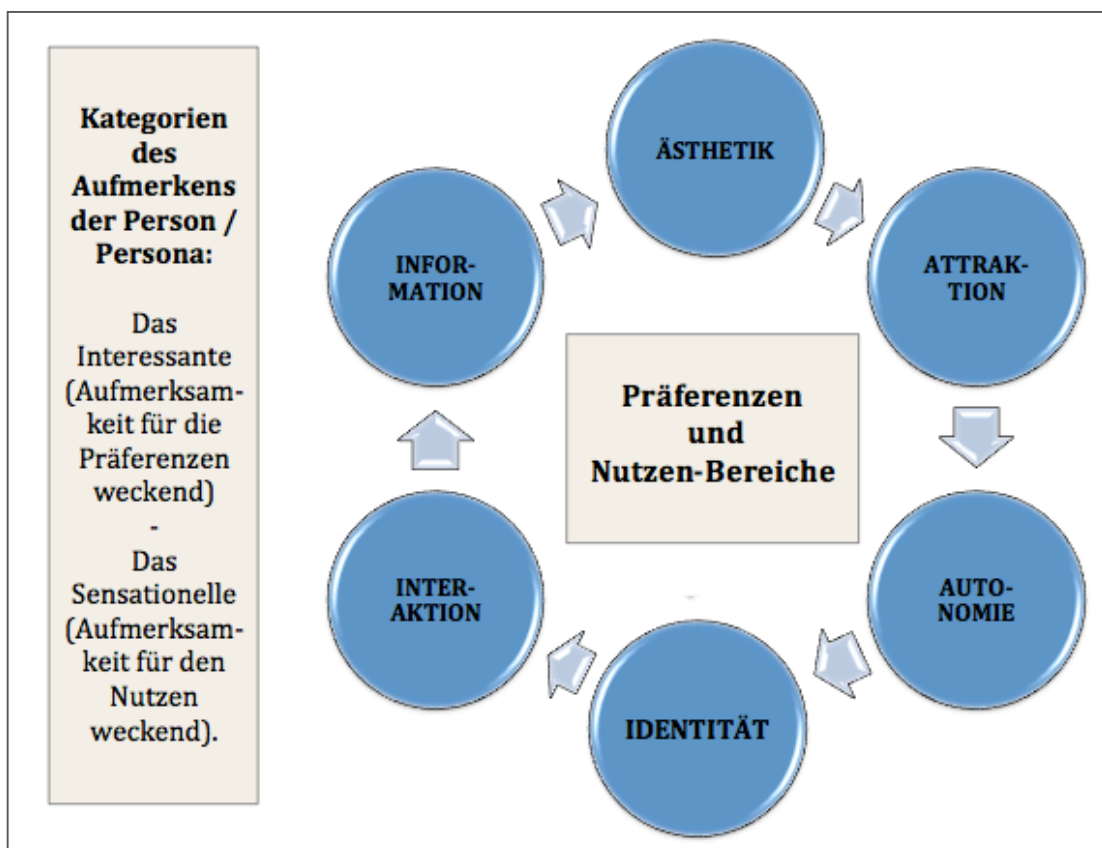 Kategorien
des
Aufmerkens
der Person /
Persona:
Das
Interessante
(Aufmerksam-
keit für die
Präferenzen
weckend)
-
Das
Sensationelle
(Aufmerksam-
keit für den
Nutzen
weckend).
ÄSTHETIK
ATTRAK-
TION
AUTO-
NOMIE
IDENTITÄT
INTER-
AKTION
INFOR-
MATION
Präferenzen
und
Nutzen-Bereiche